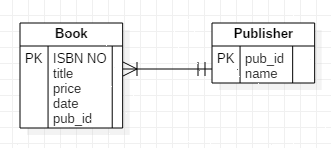 Book
PK ISBN NO
title
price
date
pub_id
Publisher
PK pub_id
name